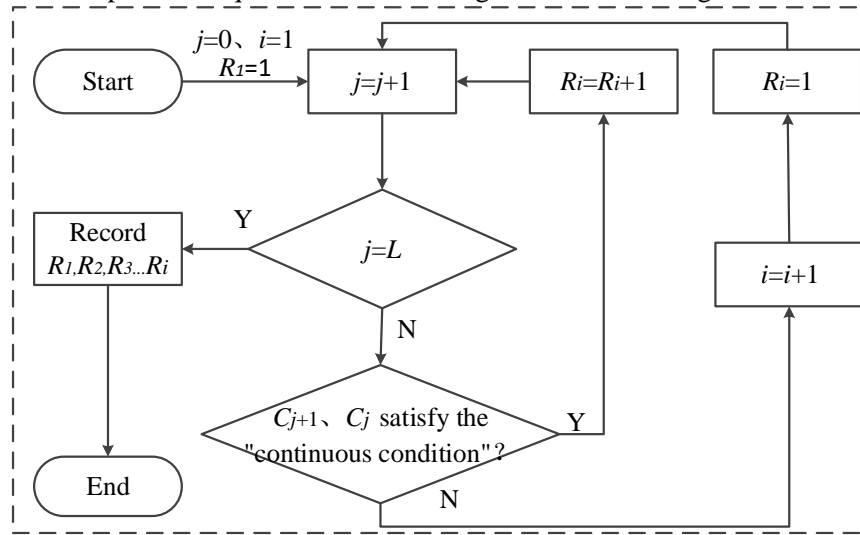 j=0、i=1
R1=1
Start
j=j+1
Ri=Ri+1
Ri=1
Y
Record
R1,R2,R3...Ri
j=L
i=i+1
N
Cj+1、Cj satisfy the
"continuous condition"?
Y
End
N